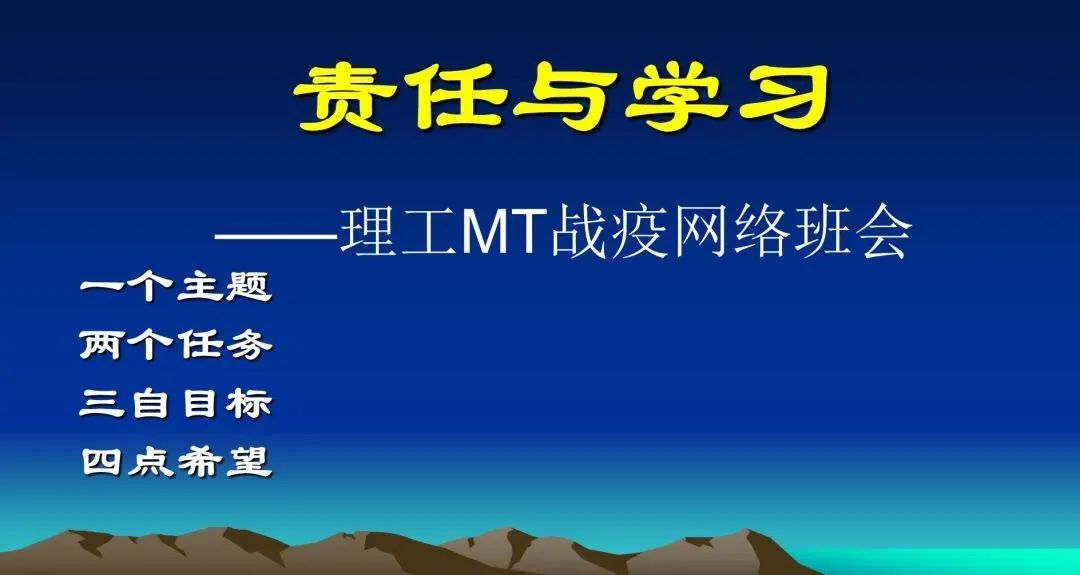 责任与学习
——理工MT战疫网络班会
一个主题
两个任务
三自目标
四点希望